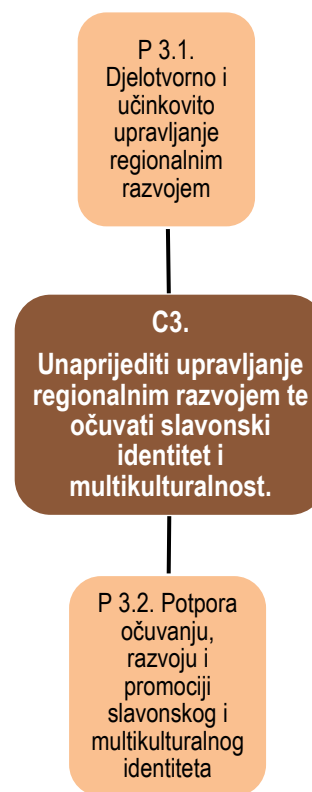 P 3.1.
Djelotvorno i
učinkovito
upravljanje
regionalnim
razvojem
C3.
Unaprijediti upravljanje
regionalnim razvojem te
očuvati slavonski
identitet i
multikulturalnost.
P 3.2. Potpora
očuvanju,
razvoju i
promociji
slavonskog i
multikulturalnog
identiteta